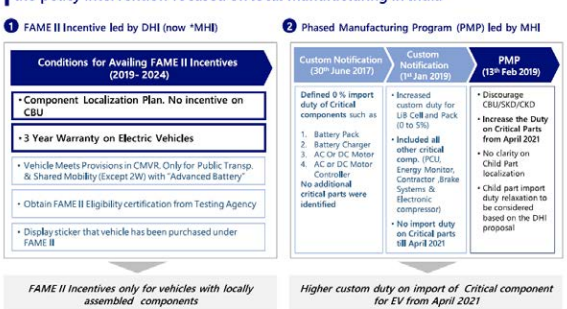 1 FAME II Incentive led by DHI (now *MHI)
Conditions for Availing FAME II Incentives
(2019- 2024)
• Component Localization Plan. No incentive on
CBU
• 3 Year Warranty on Electric Vehicles
• Vehicle Meets Provisions in CMVR. Only for Public Transp.
& Shared Mobility (Except 2W) with "Advanced Battery"
• Obtain FAME II Eligibility certification from Testing Agency
• Display sticker that vehicle has been purchased under
FAME II
FAME II Incentives only for vehicles with locally
assembled components
2 Phased Manufacturing Program (PMP) led by MHI
Custom Notification
(30th June 2017)
Defined 0 % import
duty of Critical
components such as
1. Battery Pack
2. Battery Charger
3. AC Or DC Motor
4. AC or DC Motor
Controller
No additional
critical parts were
identified
Custom
Notification
(1st Jan 2019)
• Increased
custom duty for
LiB Cell and Pack
(0 to 5%)
• Included all
other critical
comp. (PCU,
Energy Monitor,
Contractor ,Brake
Systems &
Electronic
compressor)
• No import duty
on Critical parts
till April 2021
PMP
(13th Feb 2019)
• Discourage
CBU/SKD/CKD
• Increase the Duty
on Critical Parts
from April 2021
• No clarity on
Child Part
localization
• Child part import
duty relaxation to
be considered
based on the DHI
proposal
Higher custom duty on import of Critical component
for EV from April 2021